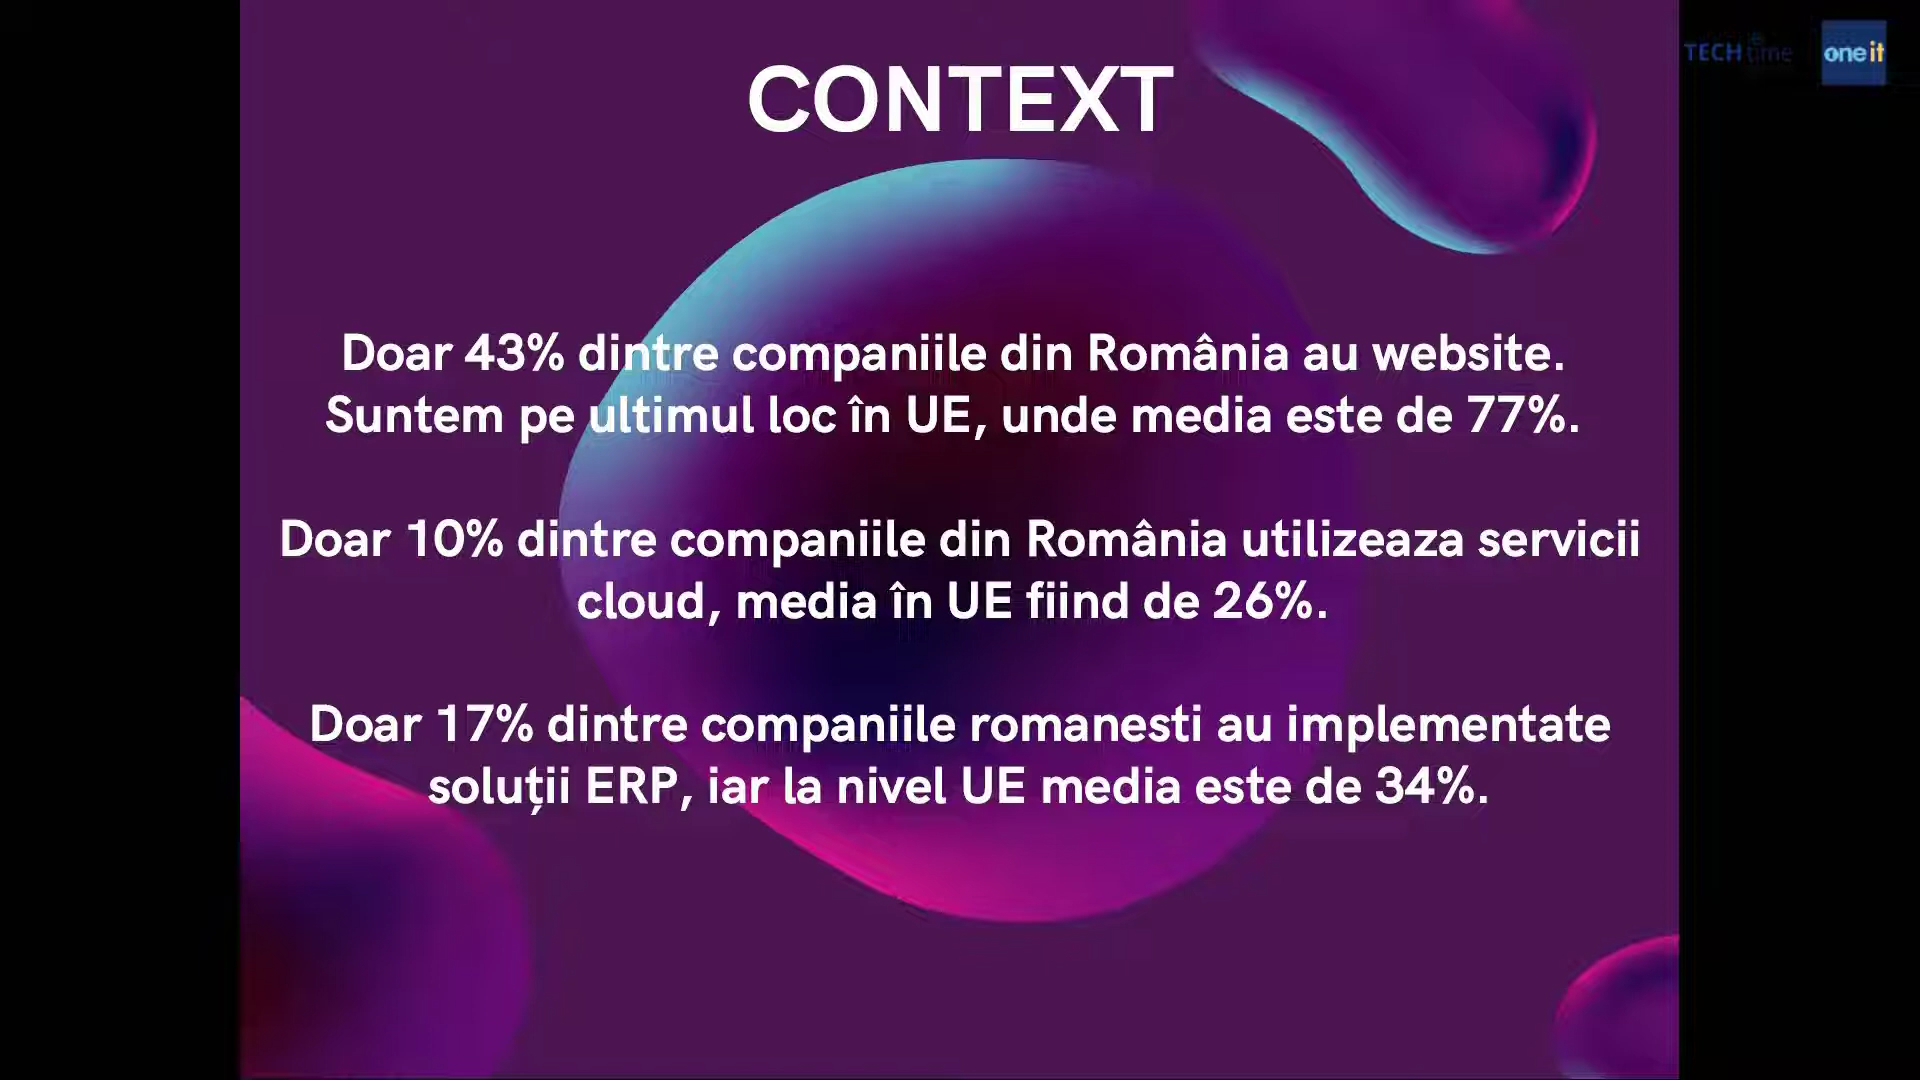 CONTEXT
TECH time
oneit
Doar 43% dintre companiile din România au website.
Suntem pe ultimul loc în UE, unde media este de 77%.
Doar 10% dintre companiile din România utilizeaza servicii
cloud, media în UE fiind de 26%.
Doar 17% dintre companiile romanesti au implementate
soluții ERP, iar la nivel UE media este de 34%.